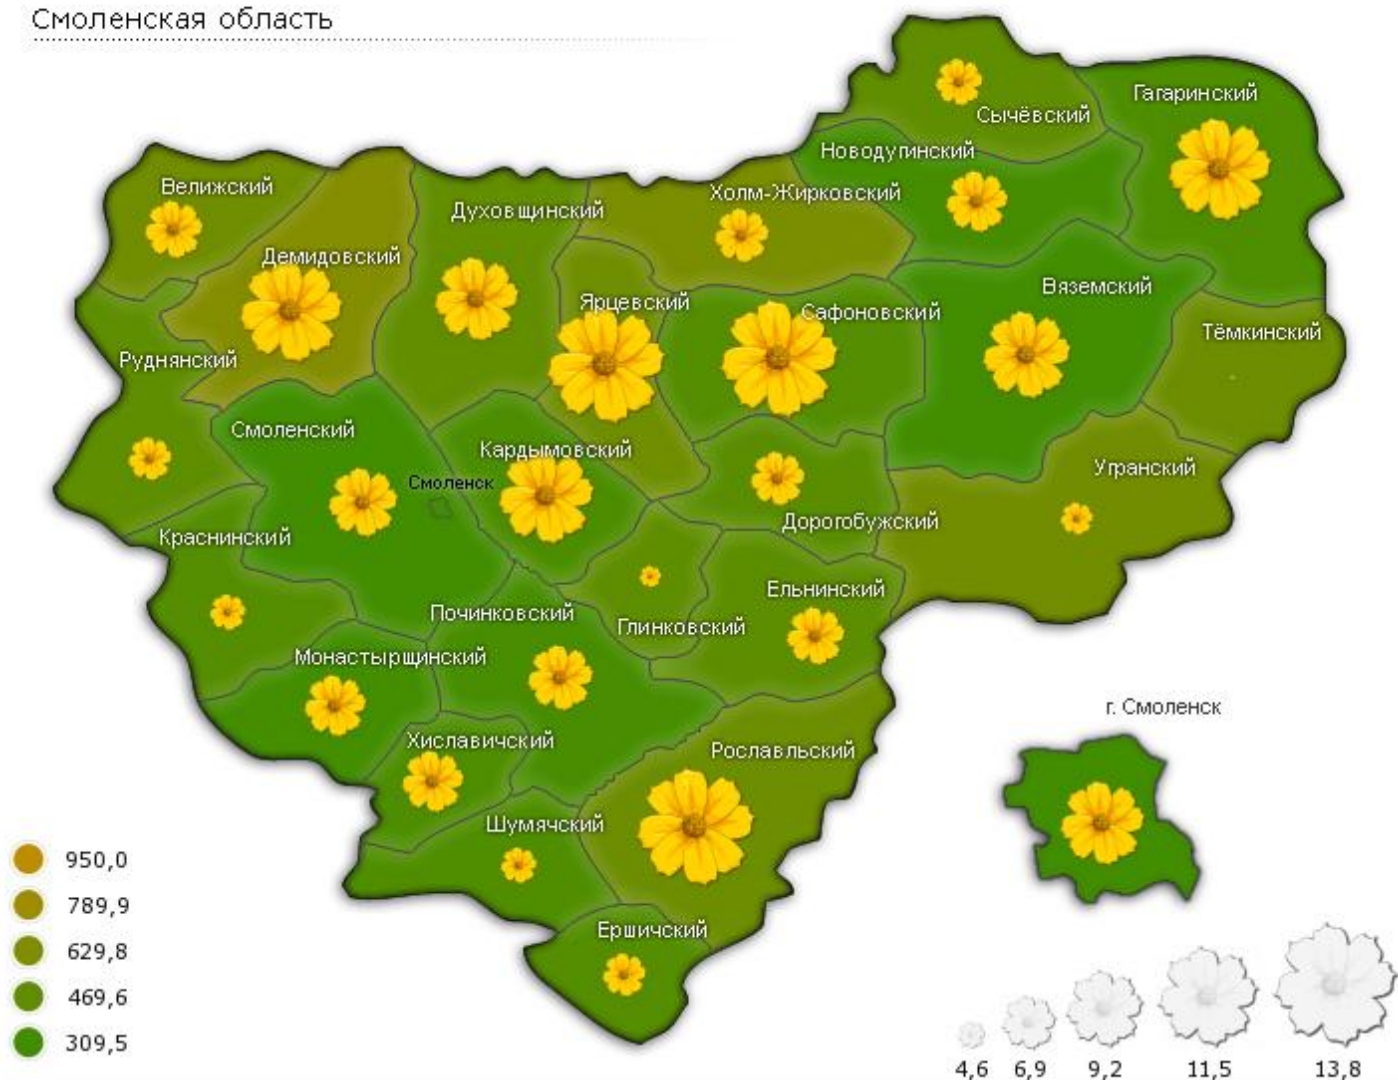 Смоленская область
Сычёвский
Гагаринский
Новодугинский
Велижский
Холм-Жирковский
Духовщинский
Демидовский
Вяземский
Ярцевский
Сафоновский
Тёмкинский
Руднянский
Смоленский
Кардымовский
Угранский
Смоленск
Дорогобужский
Краснинский
Ельнинский
Починковский
Глинковский
Монастырщинский
г. Смоленск
Хиславичский
Рославльский
Шумячский
950,0
789,9
Ершичский
629,8
469,6
309,5
4,6 6,9 9,2 11,5 13,8